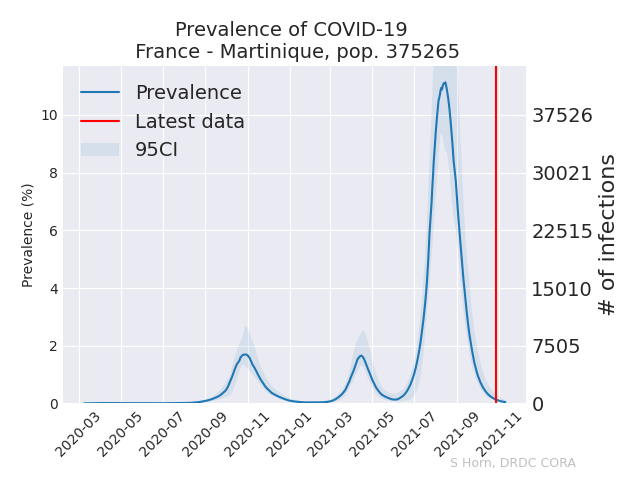 Prevalence of COVID-19
France - Martinique, pop. 375265
Prevalence
Latest data
95CI
Prevalence (%)
10
8
6
4
2
0
37526
30021
22515
15010
7505
0
# of infections
2020-03
2020-05
2020-07
2020-09
2020-11
2021-01
2021-03
2021-05
2021-07
2021-09
2021-11
S Horn, DRDC CORA